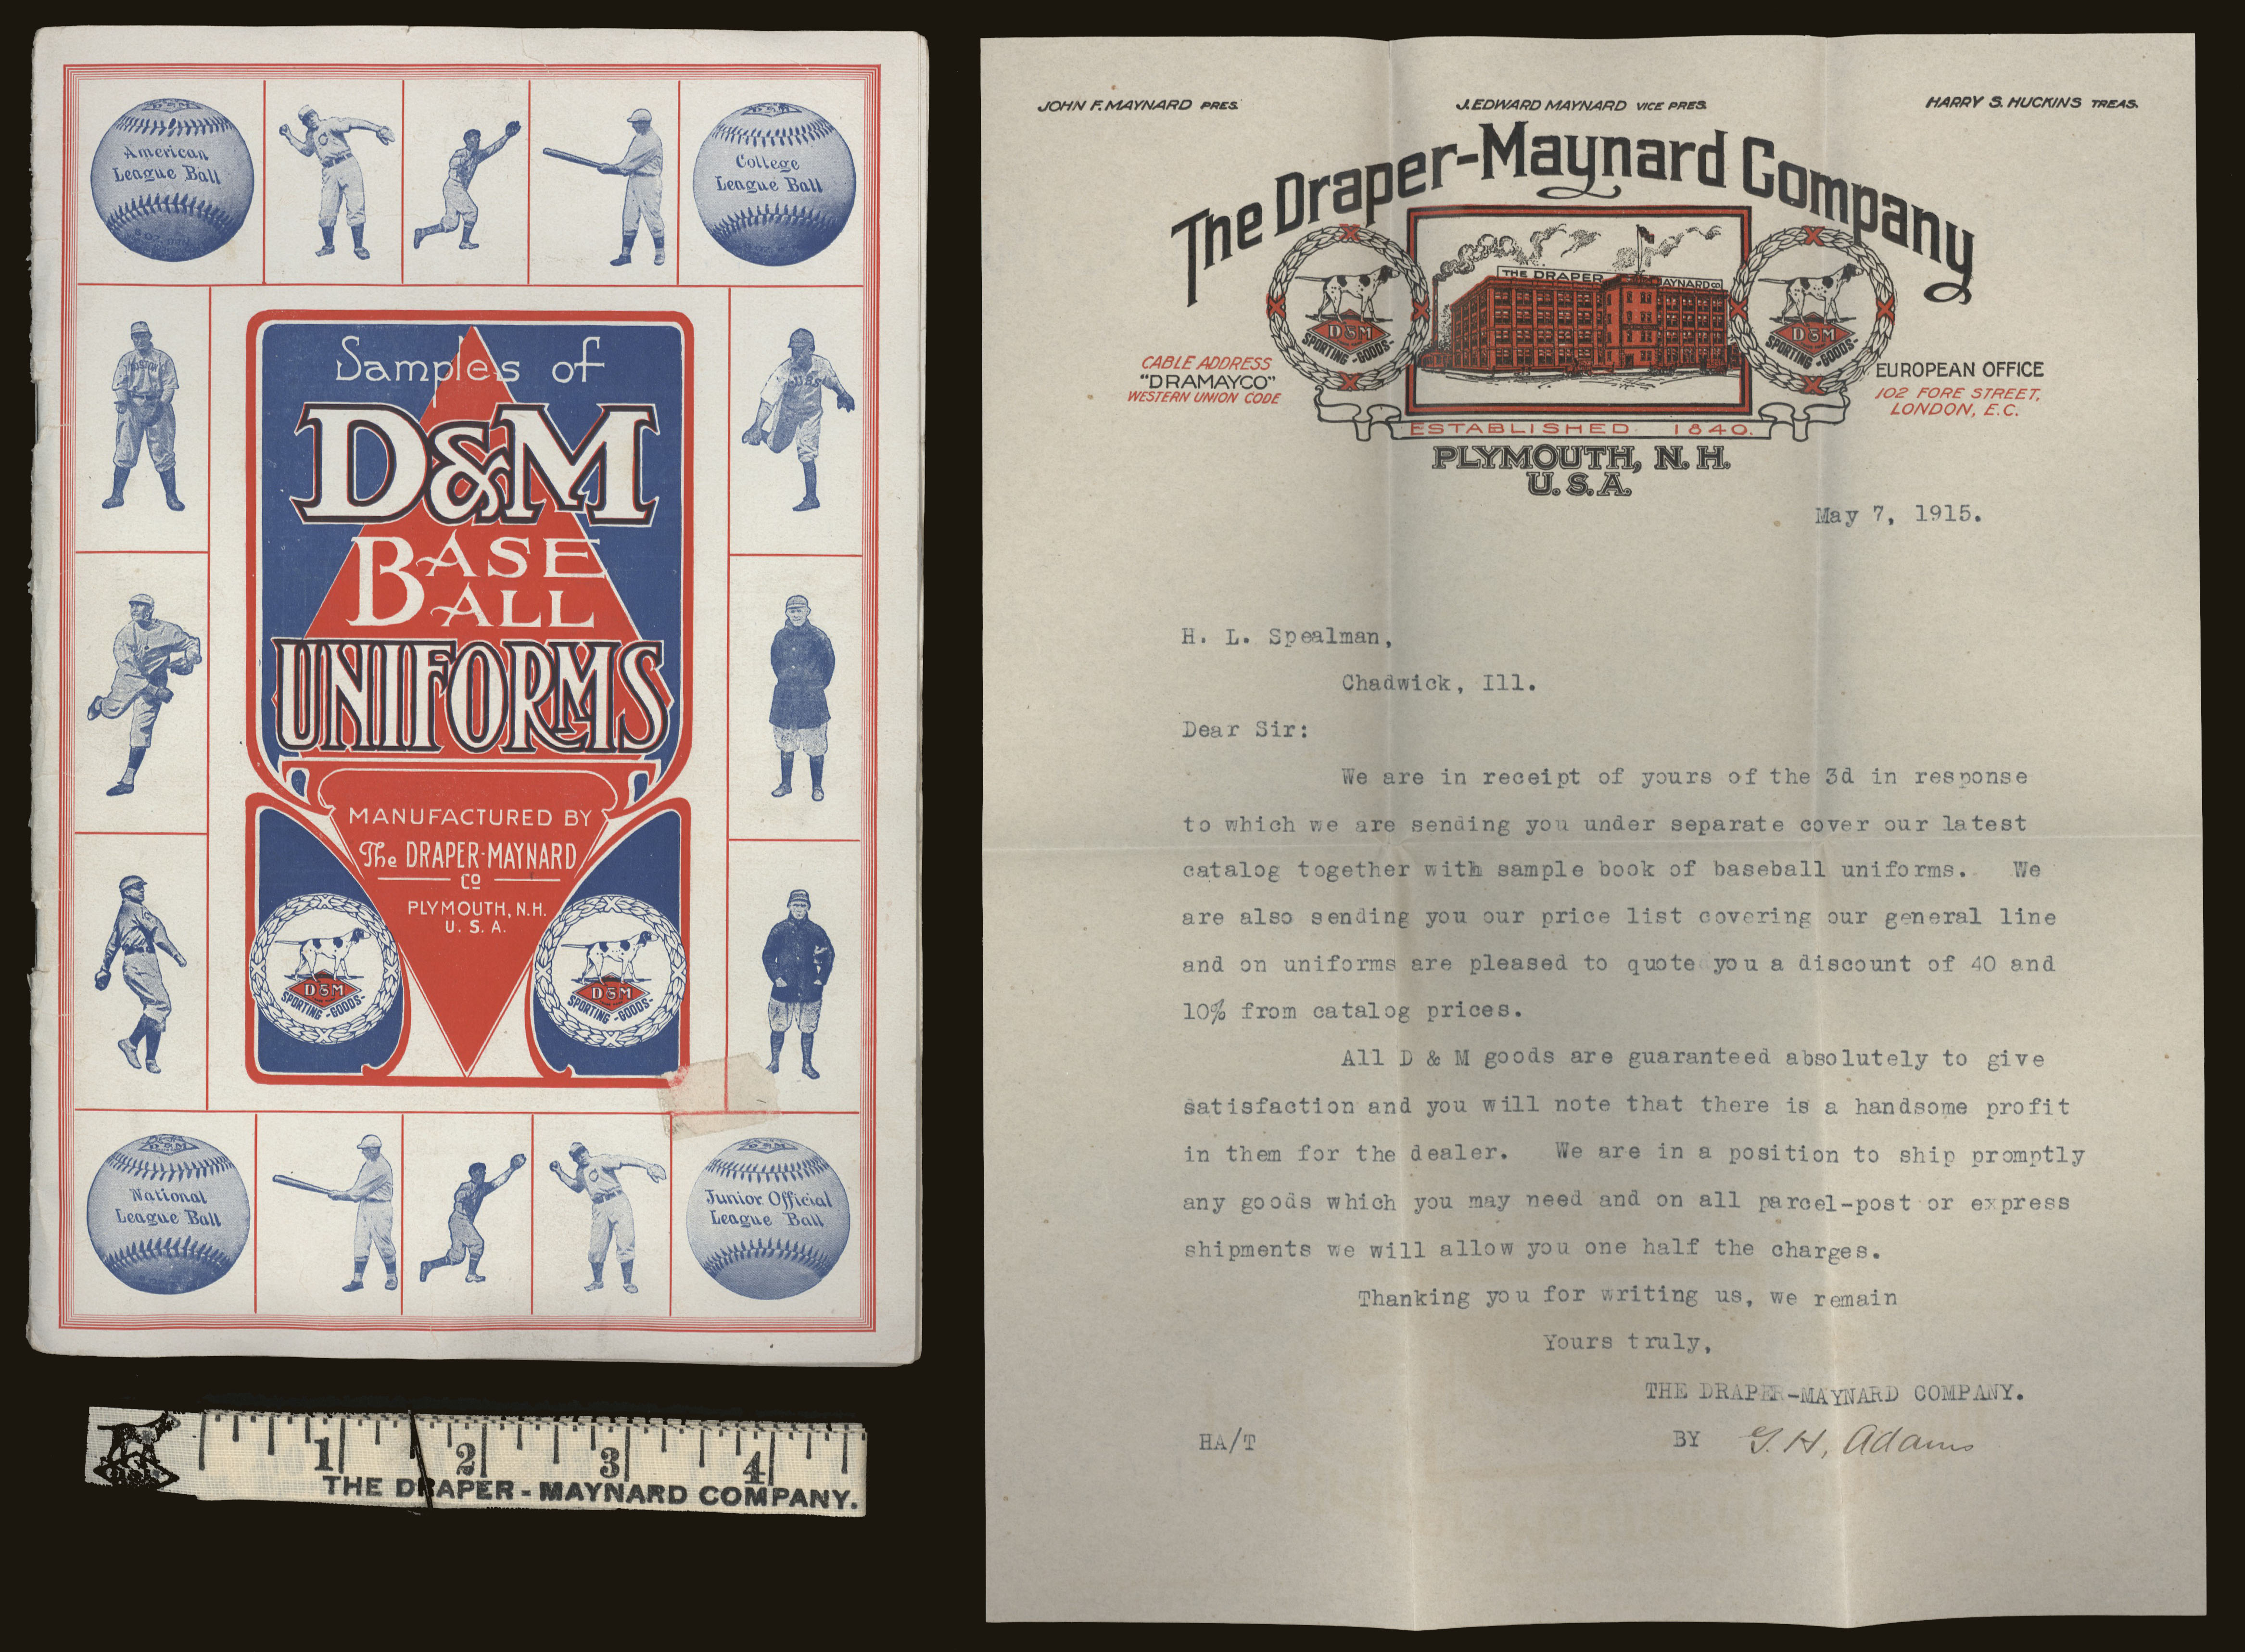 American
League Ball
College
League Ball
Samples of
D&M
BASE
BALL
UNIFORMS
MANUFACTURED BY
The DRAPER-MAYNARD
CO
PLYMOUTH, N.H.
U. S. A.
D&M
SPORTING-GOODS-
D&M
SPORTING-GOODS-
BOSTON
CUBS
C
National
League Ball
Junior Official
League Ball
C
1 2 3 4
THE DRAPER-MAYNARD COMPANY.
JOHN F. MAYNARD PRES. J. EDWARD MAYNARD VICE PRES. HARRY S. HUCKINS TREAS.
The Draper-Maynard Company
THE DRAPER MAYNARD CO
D&M
SPORTING-GOODS-
D&M
SPORTING-GOODS-
CABLE ADDRESS
"DRAMAYCO"
WESTERN UNION CODE
EUROPEAN OFFICE
102 FORE STREET,
LONDON, E.C.
ESTABLISHED 1840.
PLYMOUTH, N. H.
U. S. A.
May 7, 1915.
H. L. Spealman,
Chadwick, Ill.
Dear Sir:
We are in receipt of yours of the 3d in response
to which we are sending you under separate cover our latest
catalog together with sample book of baseball uniforms. We
are also sending you our price list covering our general line
and on uniforms are pleased to quote you a discount of 40 and
10% from catalog prices.
All D & M goods are guaranteed absolutely to give
satisfaction and you will note that there is a handsome profit
in them for the dealer. We are in a position to ship promptly
any goods which you may need and on all parcel-post or express
shipments we will allow you one half the charges.
Thanking you for writing us, we remain
Yours truly,
THE DRAPER-MAYNARD COMPANY.
HA/T BY G. H. Adams